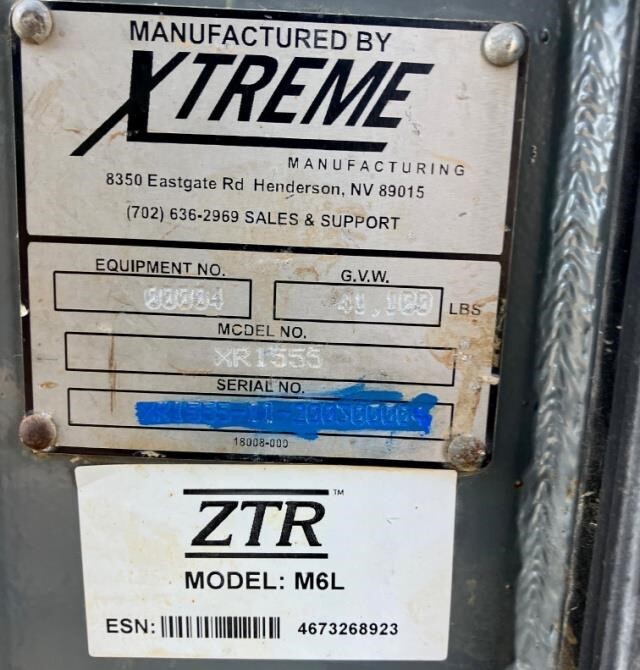 MANUFACTURED BY
XTREME
MANUFACTURING
8350 Eastgate Rd Henderson, NV 89015
(702) 636-2969 SALES & SUPPORT
EQUIPMENT NO. G.V.W.
00004 41,100 LBS
MODEL NO.
XR1555
SERIAL NO.
18008-000
ZTR™
MODEL: M6L
ESN: 4673268923